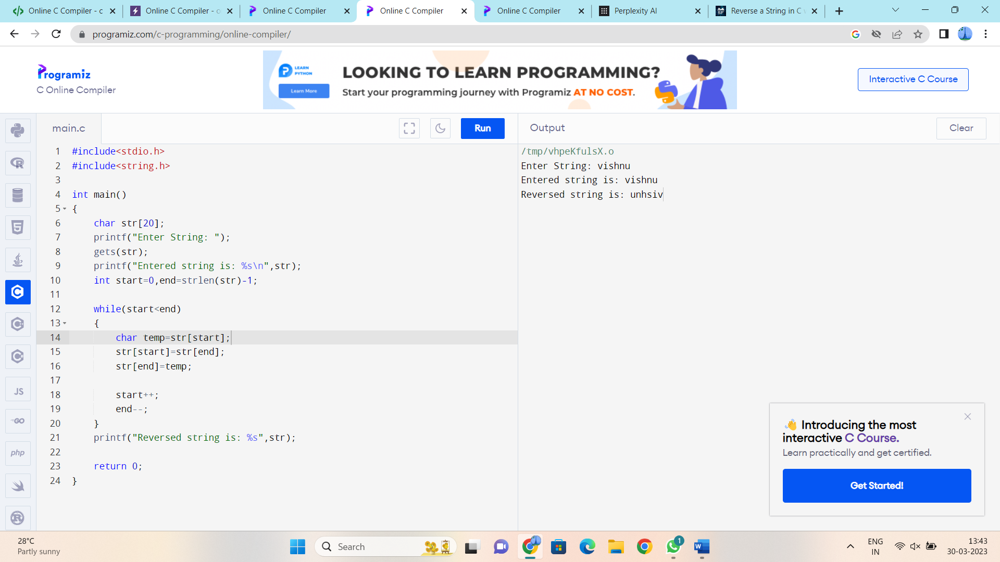 Online C Compiler - c
Online C Compiler - o
Online C Compiler
Online C Compiler
Online C Compiler
Perplexity AI
Reverse a String in C w
programiz.com/c-programming/online-compiler/
Programiz
C Online Compiler
LEARN
PYTHON
Learn More
LOOKING TO LEARN PROGRAMMING?
Start your programming journey with Programiz AT NO COST.
Interactive C Course
main.c
Run
Output
Clear
1 #include<stdio.h>
2 #include<string.h>
3
4 int main()
5 {
6 char str[20];
7 printf("Enter String: ");
8 gets(str);
9 printf("Entered string is: %s\n",str);
10 int start=0,end=strlen(str)-1;
11
12 while(start<end)
13 {
14 char temp=str[start];
15 str[start]=str[end];
16 str[end]=temp;
17
18 start++;
19 end--;
20 }
21 printf("Reversed string is: %s",str);
22
23 return 0;
24 }
/tmp/vhpeKfulsX.o
Enter String: vishnu
Entered string is: vishnu
Reversed string is: unhsiv
JS
GO
php
👋 Introducing the most
interactive C Course.
Learn practically and get certified.
Get Started!
28°C
Partly sunny
Search
1
ENG
IN
13:43
30-03-2023